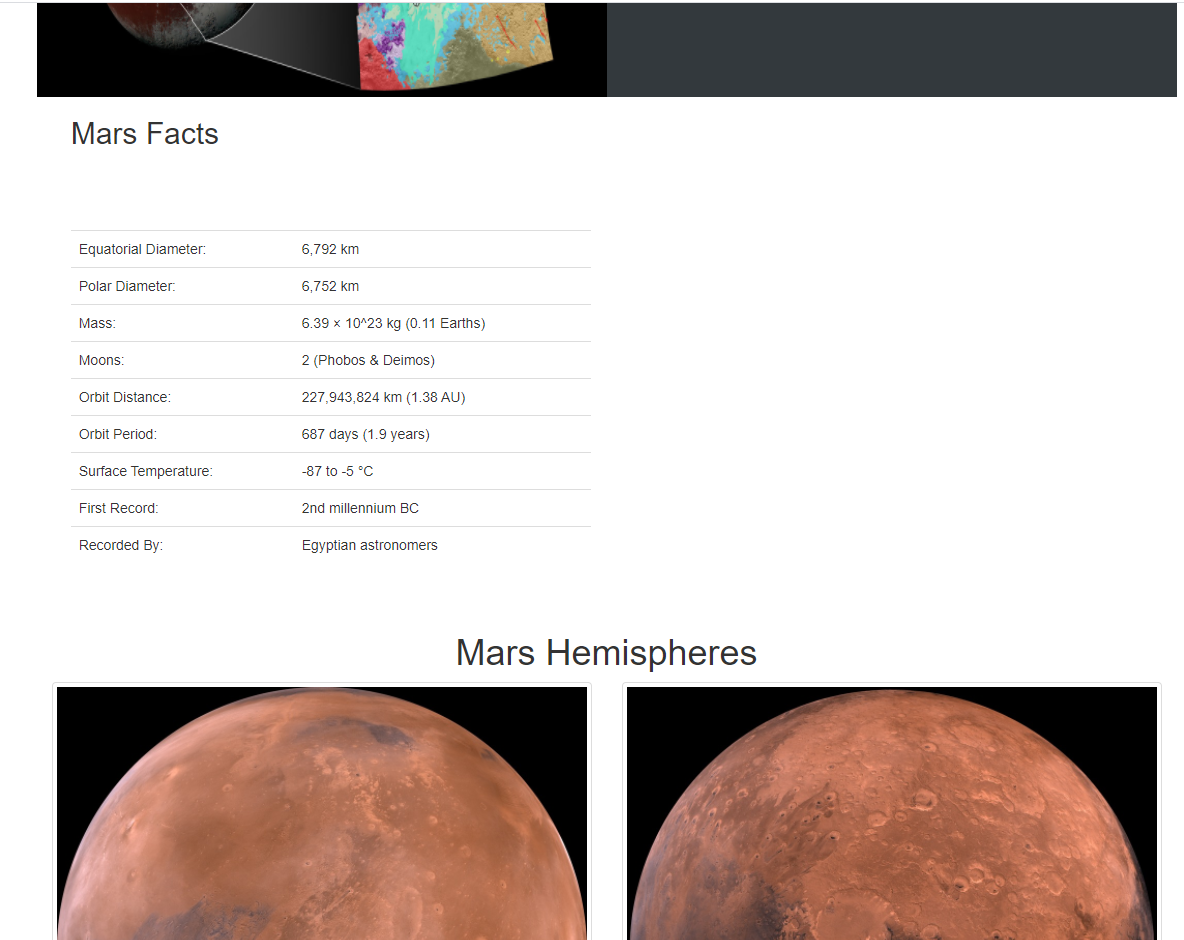 Mars Facts
Equatorial Diameter: 6,792 km
Polar Diameter: 6,752 km
Mass: 6.39 × 10^23 kg (0.11 Earths)
Moons: 2 (Phobos & Deimos)
Orbit Distance: 227,943,824 km (1.38 AU)
Orbit Period: 687 days (1.9 years)
Surface Temperature: -87 to -5 °C
First Record: 2nd millennium BC
Recorded By: Egyptian astronomers
Mars Hemispheres